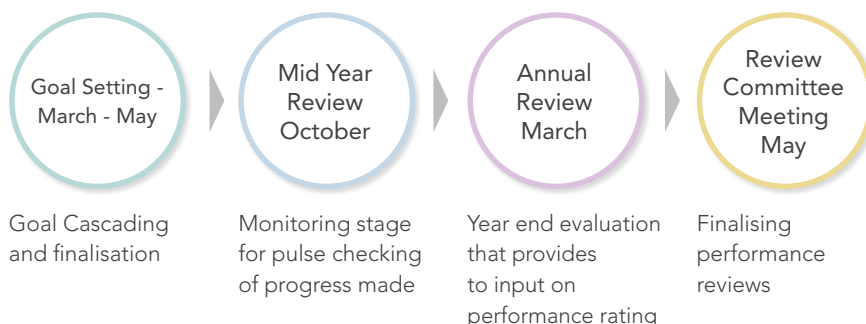 Goal Setting -
March - May
Mid Year
Review
October
Annual
Review
March
Review
Committee
Meeting
May
Goal Cascading
and finalisation
Monitoring stage
for pulse checking
of progress made
Year end evaluation
that provides
to input on
performance rating
Finalising
performance
reviews